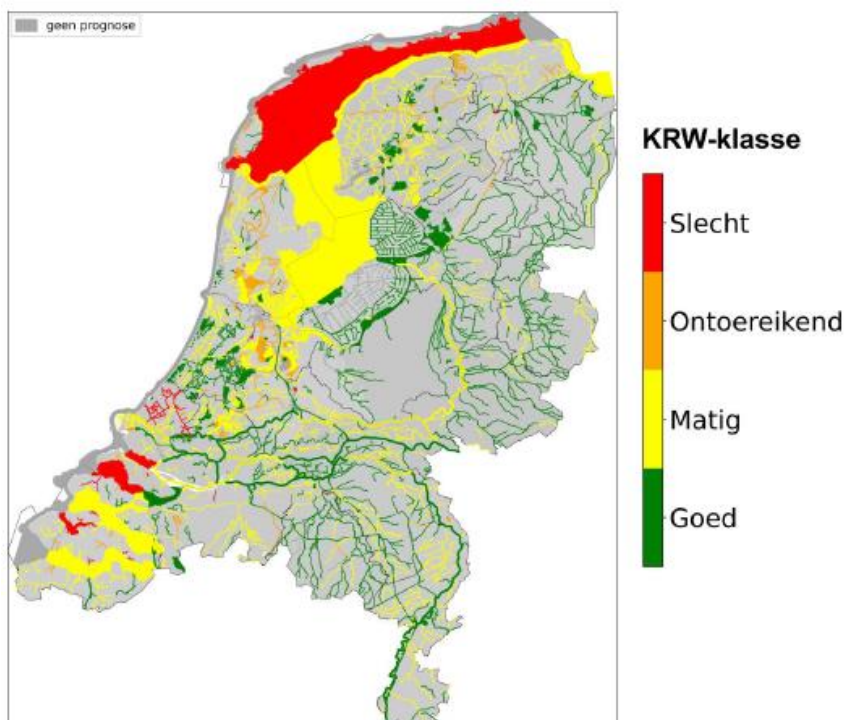 geen prognose
KRW-klasse
Slecht
Ontoereikend
Matig
Goed